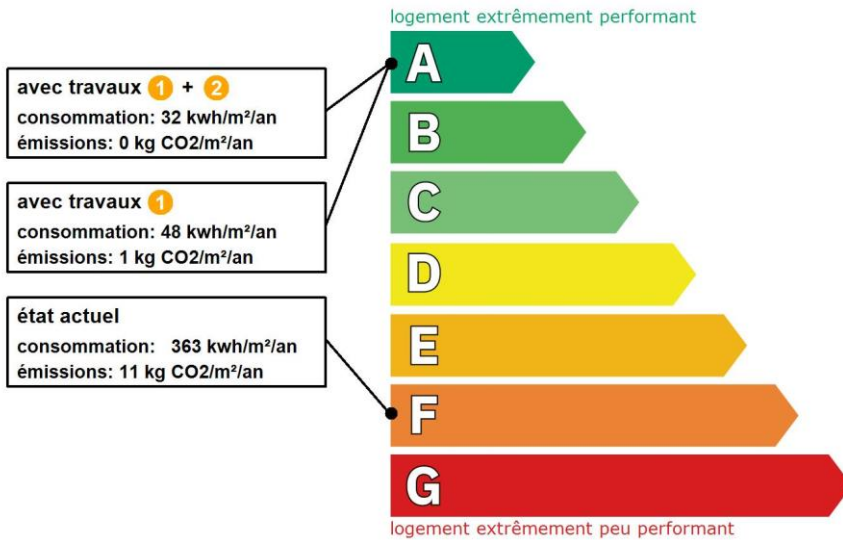 logement extrêmement performant
avec travaux 1 + 2
consommation: 32 kwh/m²/an
émissions: 0 kg CO2/m²/an
avec travaux 1
consommation: 48 kwh/m²/an
émissions: 1 kg CO2/m²/an
état actuel
consommation: 363 kwh/m²/an
émissions: 11 kg CO2/m²/an
A
B
C
D
E
F
G
logement extrêmement peu performant